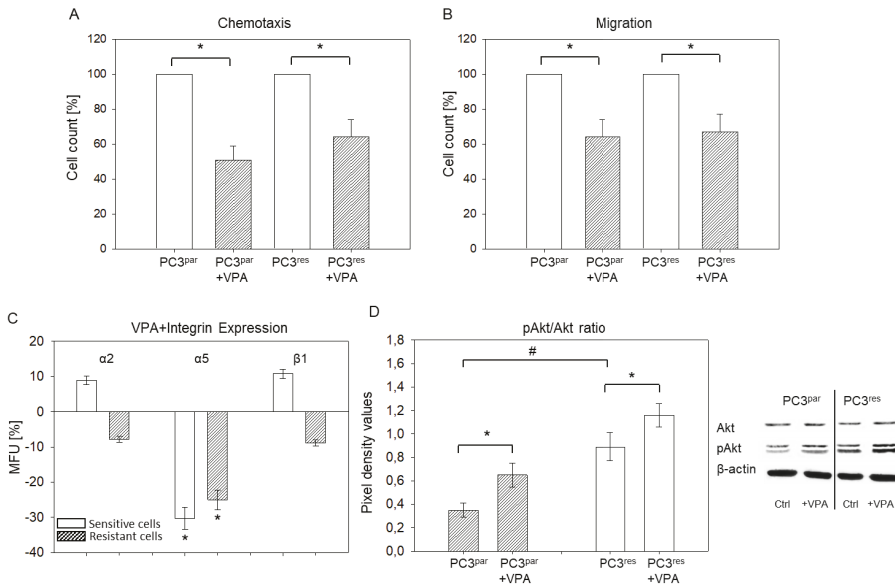 A
Chemotaxis
120
100
80
60
40
20
0
Cell count [%]
*
*
PC3par
PC3par
+VPA
PC3res
PC3res
+VPA
B
Migration
120
100
80
60
40
20
0
Cell count [%]
*
*
PC3par
PC3par
+VPA
PC3res
PC3res
+VPA
C
VPA+Integrin Expression
20
10
0
-10
-20
-30
-40
MFU [%]
α2
α5
β1
*
*
Sensitive cells
Resistant cells
D
pAkt/Akt ratio
1,8
1,6
1,4
1,2
1,0
0,8
0,6
0,4
0,2
0,0
Pixel density values
#
*
*
PC3par
PC3par
+VPA
PC3res
PC3res
+VPA
PC3par
PC3res
Akt
pAkt
β-actin
Ctrl
+VPA
Ctrl
+VPA